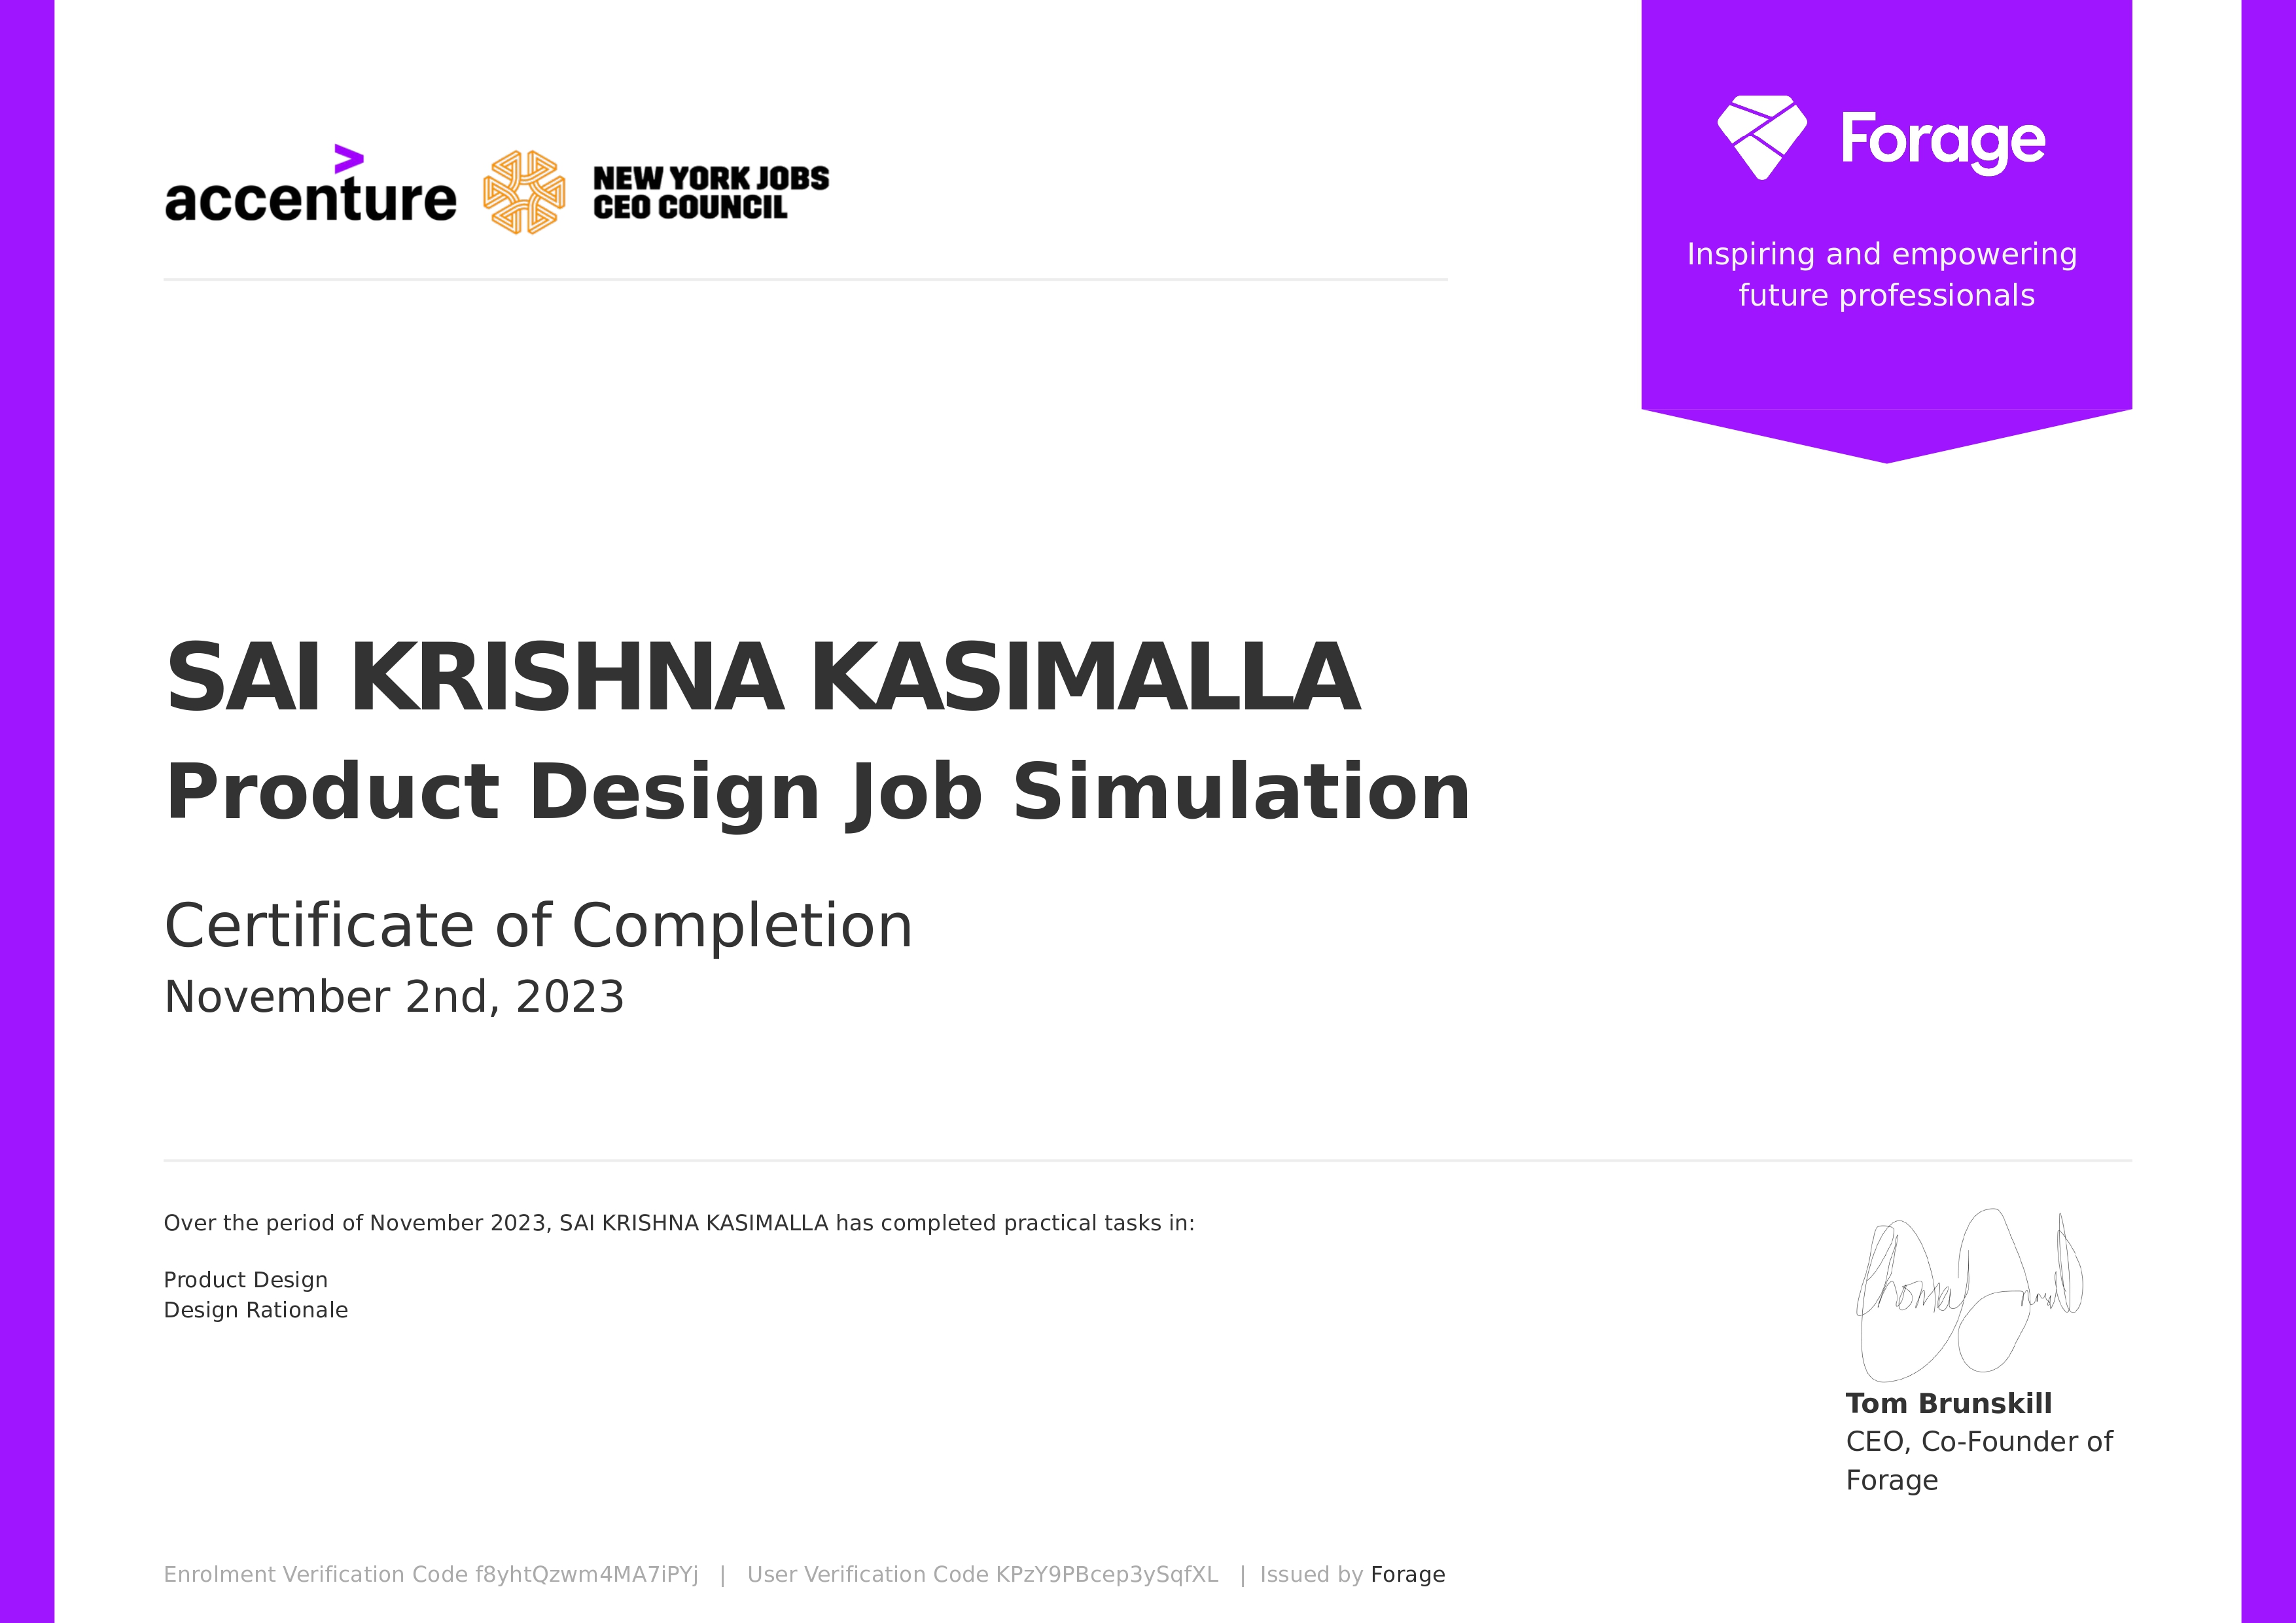 accenture
NEW YORK JOBS
CEO COUNCIL
Forage
Inspiring and empowering
future professionals
SAI KRISHNA KASIMALLA
Product Design Job Simulation
Certificate of Completion
November 2nd, 2023
Over the period of November 2023, SAI KRISHNA KASIMALLA has completed practical tasks in:
Product Design
Design Rationale
Tom Brunskill
CEO, Co-Founder of
Forage
Enrolment Verification Code f8yhtQzwm4MA7iPYj | User Verification Code KPzY9PBcep3ySqfXL | Issued by Forage